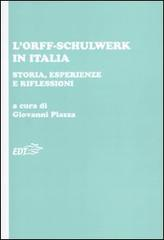 L'ORFF-SCHULWERK
IN ITALIA
STORIA, ESPERIENZE
E RIFLESSIONI
a cura di
Giovanni Piazza
EDT